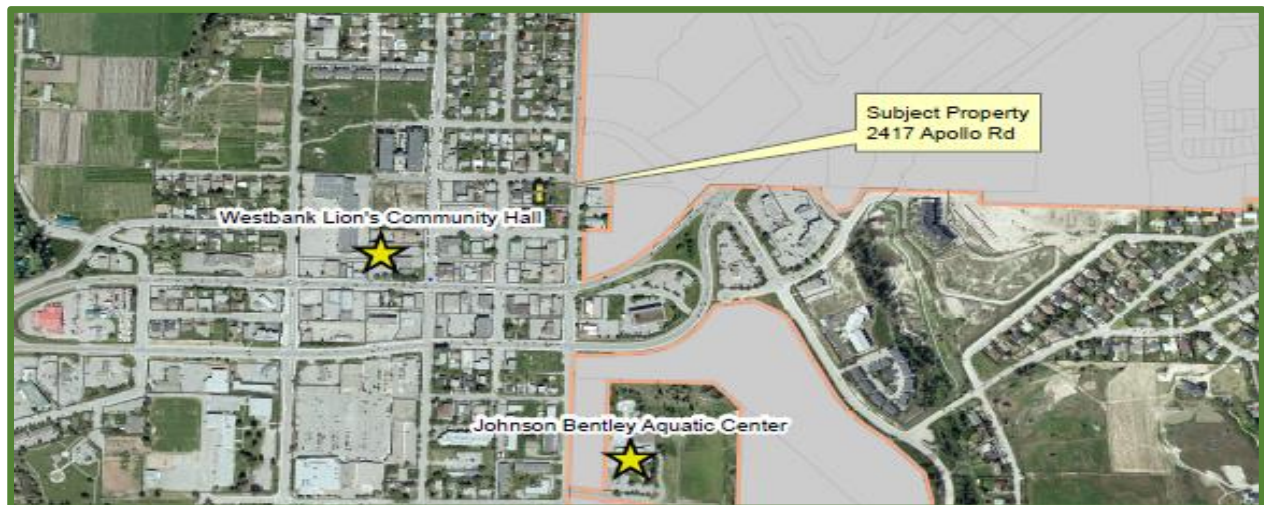 Subject Property
2417 Apollo Rd
Westbank Lion's Community Hall
Johnson Bentley Aquatic Center